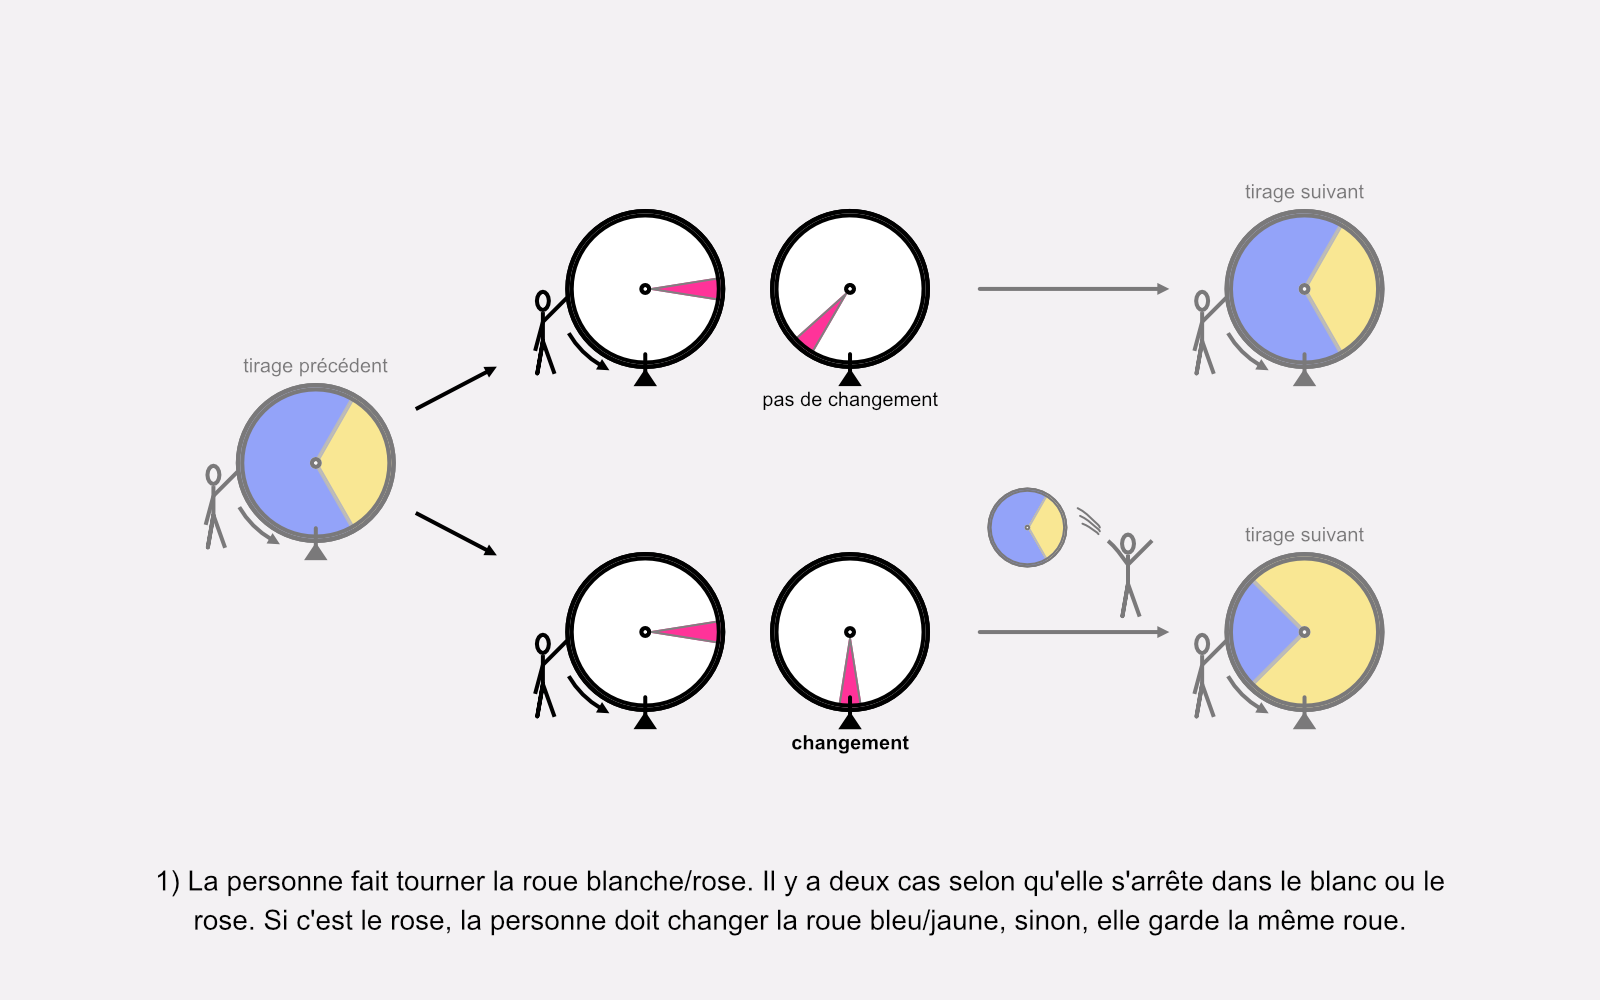 tirage suivant
tirage précédent
pas de changement
tirage suivant
changement
1) La personne fait tourner la roue blanche/rose. Il y a deux cas selon qu'elle s'arrête dans le blanc ou le
rose. Si c'est le rose, la personne doit changer la roue bleu/jaune, sinon, elle garde la même roue.